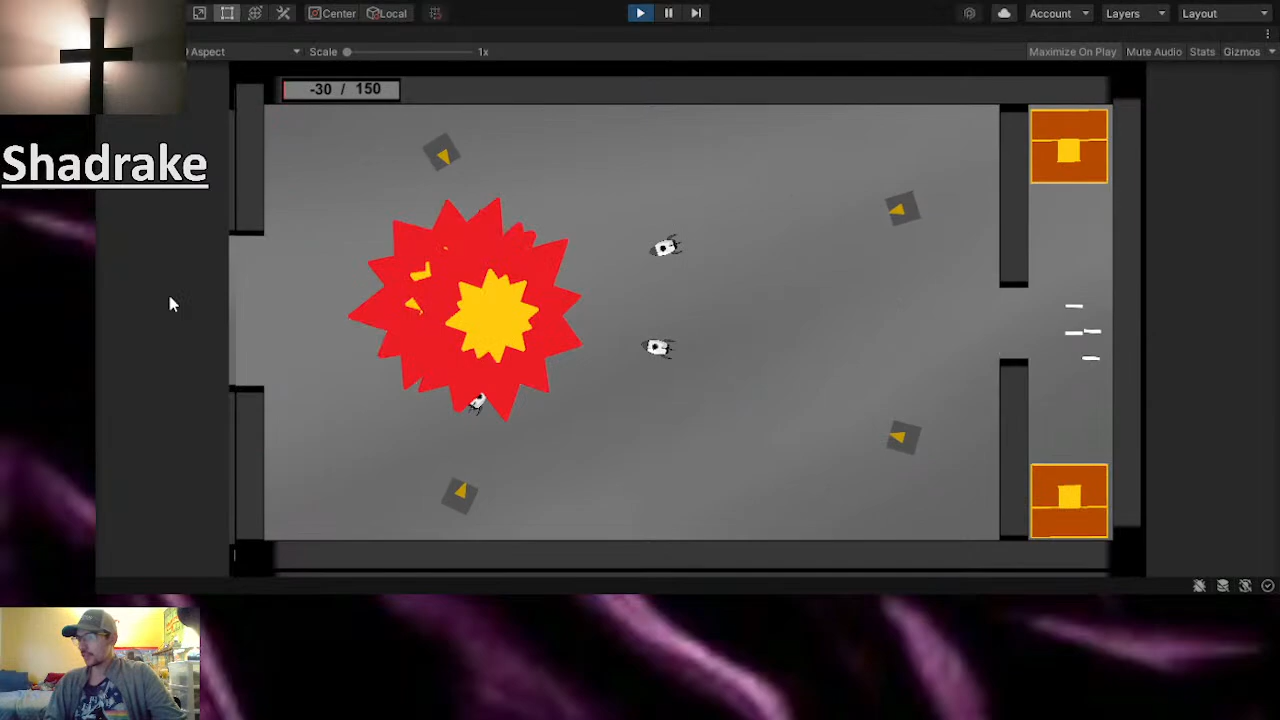 Center
Local
Account
Layers
Layout
Aspect
Scale
1x
Maximize On Play
Mute Audio
Stats
Gizmos
-30 / 150
Shadrake